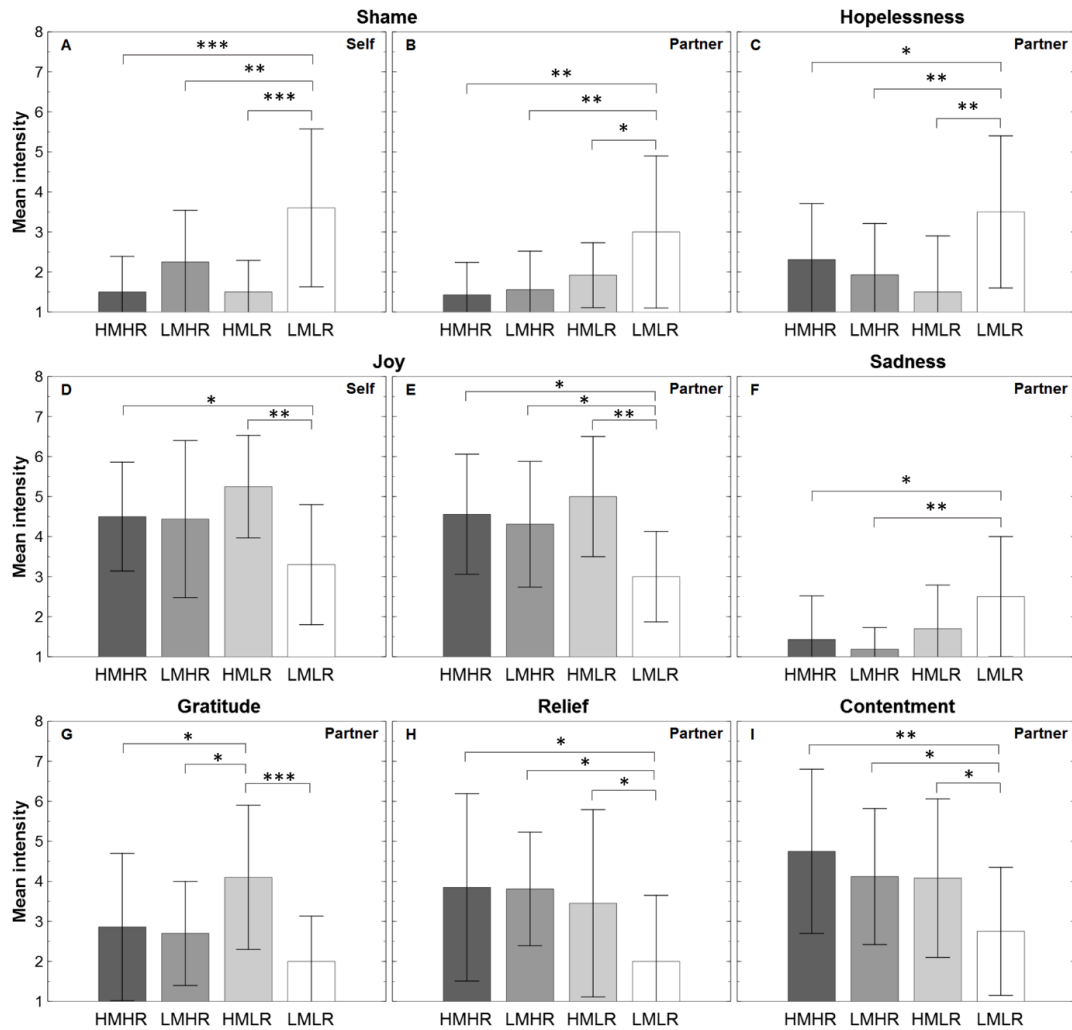 Shame
Hopelessness
A Self
B Partner
C Partner
Mean intensity
8
7
6
5
4
3
2
1
*** ** ***
** ** *
* ** **
HMHR LMHR HMLR LMLR
HMHR LMHR HMLR LMLR
HMHR LMHR HMLR LMLR
Joy
Sadness
D Self
E Partner
F Partner
Mean intensity
8
7
6
5
4
3
2
1
* **
* * **
* **
HMHR LMHR HMLR LMLR
HMHR LMHR HMLR LMLR
HMHR LMHR HMLR LMLR
Gratitude
Relief
Contentment
G Partner
H Partner
I Partner
Mean intensity
8
7
6
5
4
3
2
1
* * ***
* * *
** * *
HMHR LMHR HMLR LMLR
HMHR LMHR HMLR LMLR
HMHR LMHR HMLR LMLR